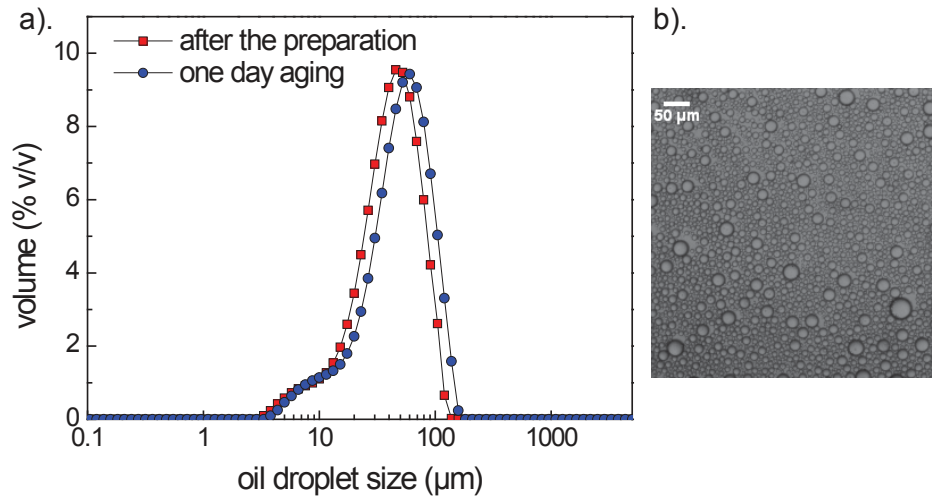 a).
after the preparation
one day aging
10
8
6
4
2
0
volume (% v/v)
0.1 1 10 100 1000
oil droplet size (µm)
b).
50 µm